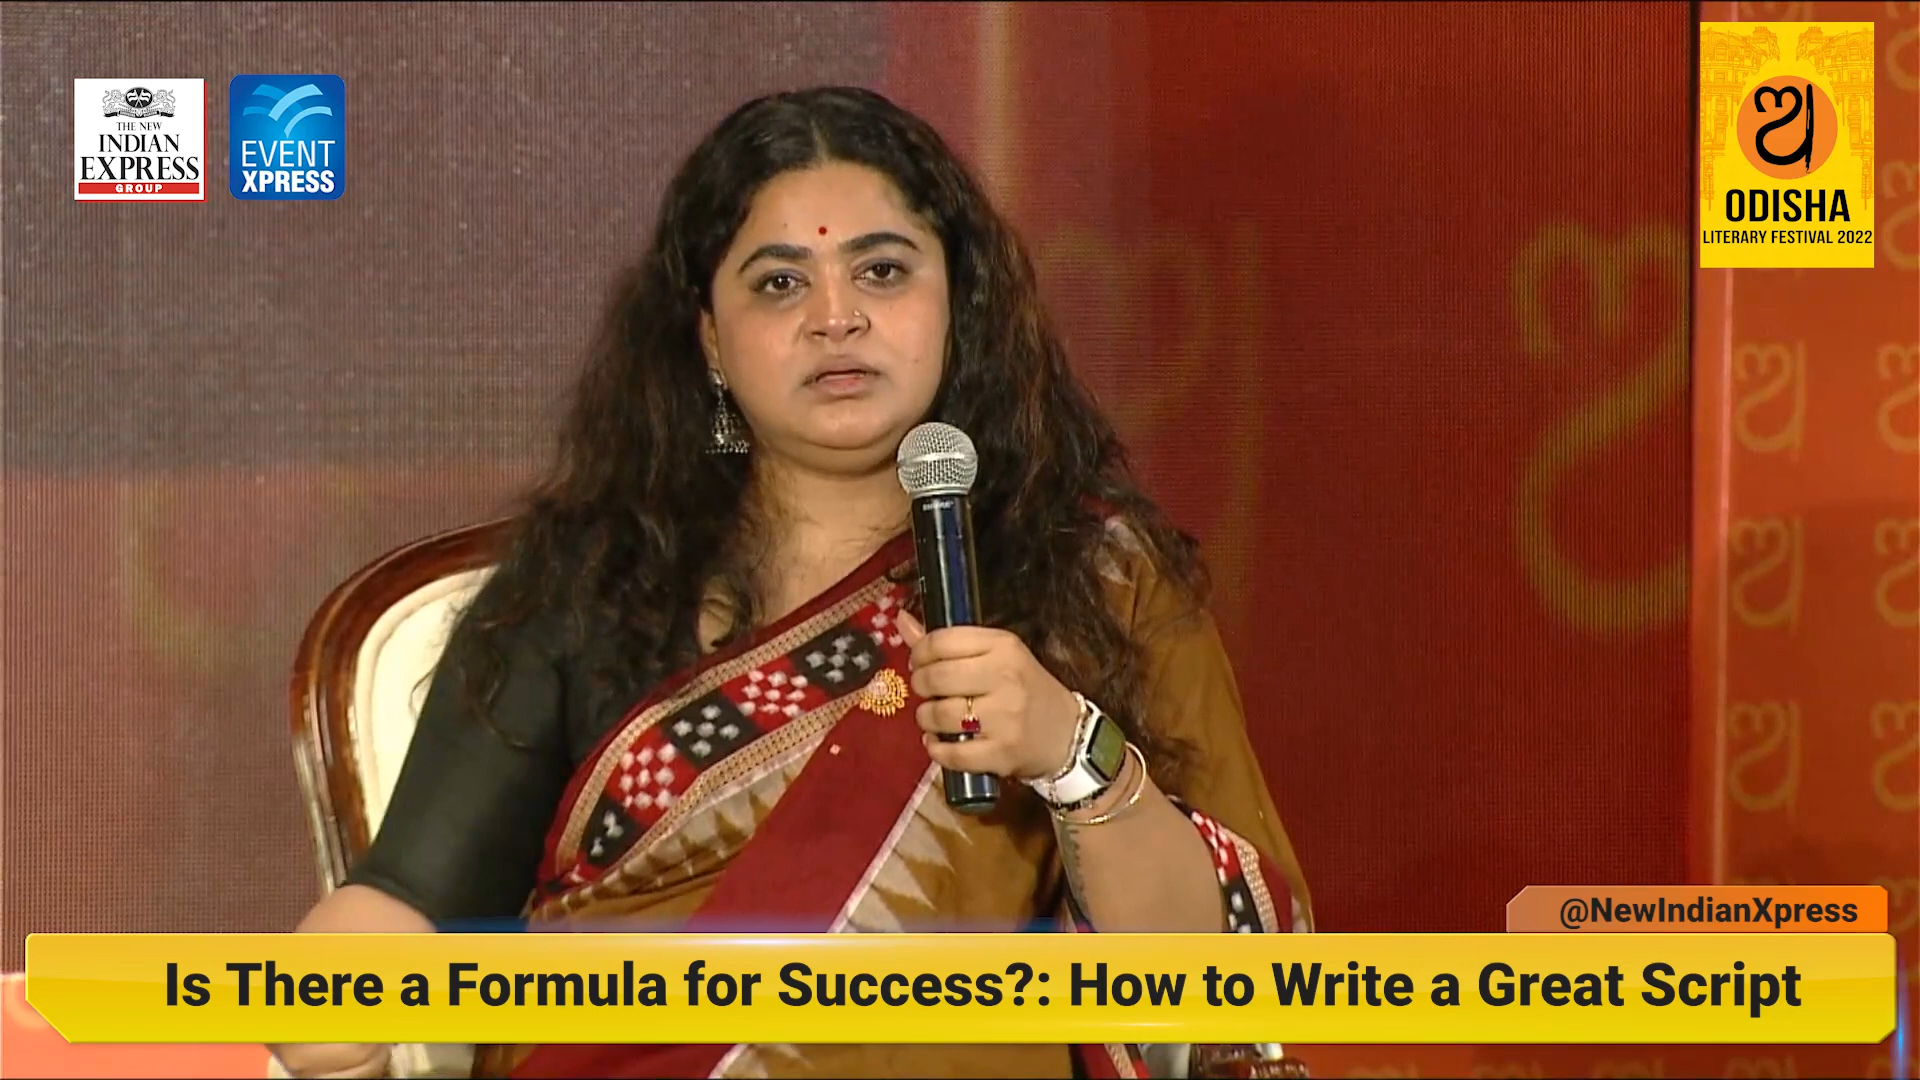 THE NEW
INDIAN
EXPRESS
GROUP
EVENT
XPRESS
ଅ
ODISHA
LITERARY FESTIVAL 2022
@NewIndianXpress
Is There a Formula for Success?: How to Write a Great Script